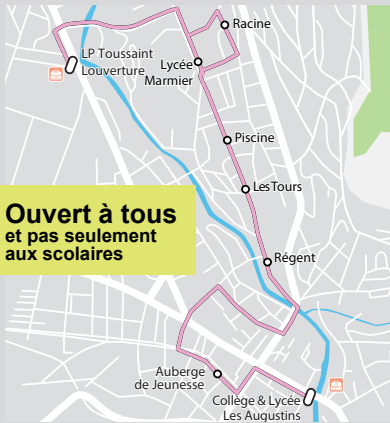 Racine
LP Toussaint
Louverture
Lycée
Marmier
Piscine
Les Tours
Ouvert à tous
et pas seulement
aux scolaires
Régent
Auberge
de Jeunesse
Collège & Lycée
Les Augustins